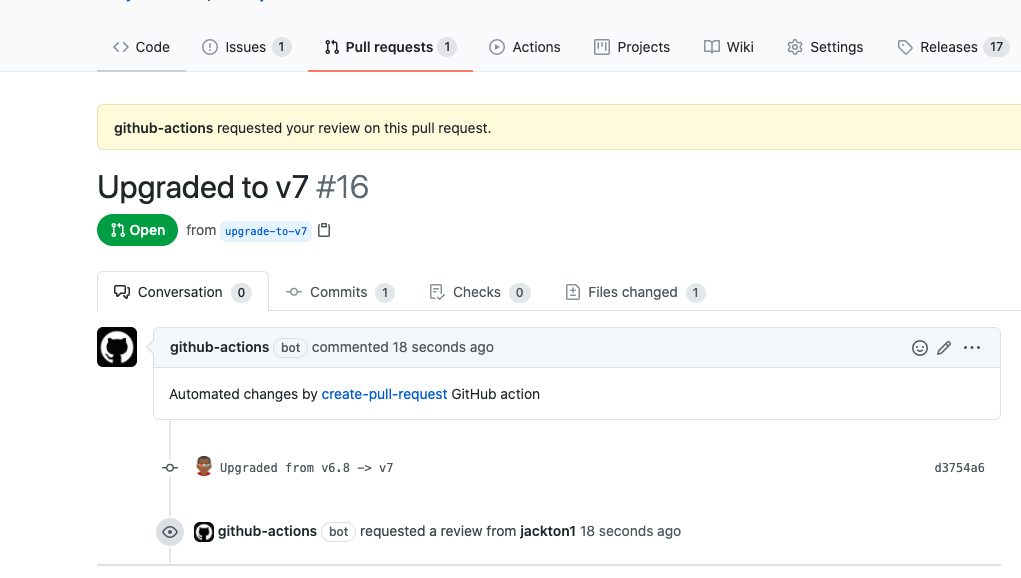 Code Issues 1 Pull requests 1 Actions Projects Wiki Settings Releases 17
github-actions requested your review on this pull request.
Upgraded to v7 #16
Open from upgrade-to-v7
Conversation 0 Commits 1 Checks 0 Files changed 1
github-actions bot commented 18 seconds ago
Automated changes by create-pull-request GitHub action
Upgraded from v6.8 -> v7 d3754a6
github-actions bot requested a review from jackton1 18 seconds ago